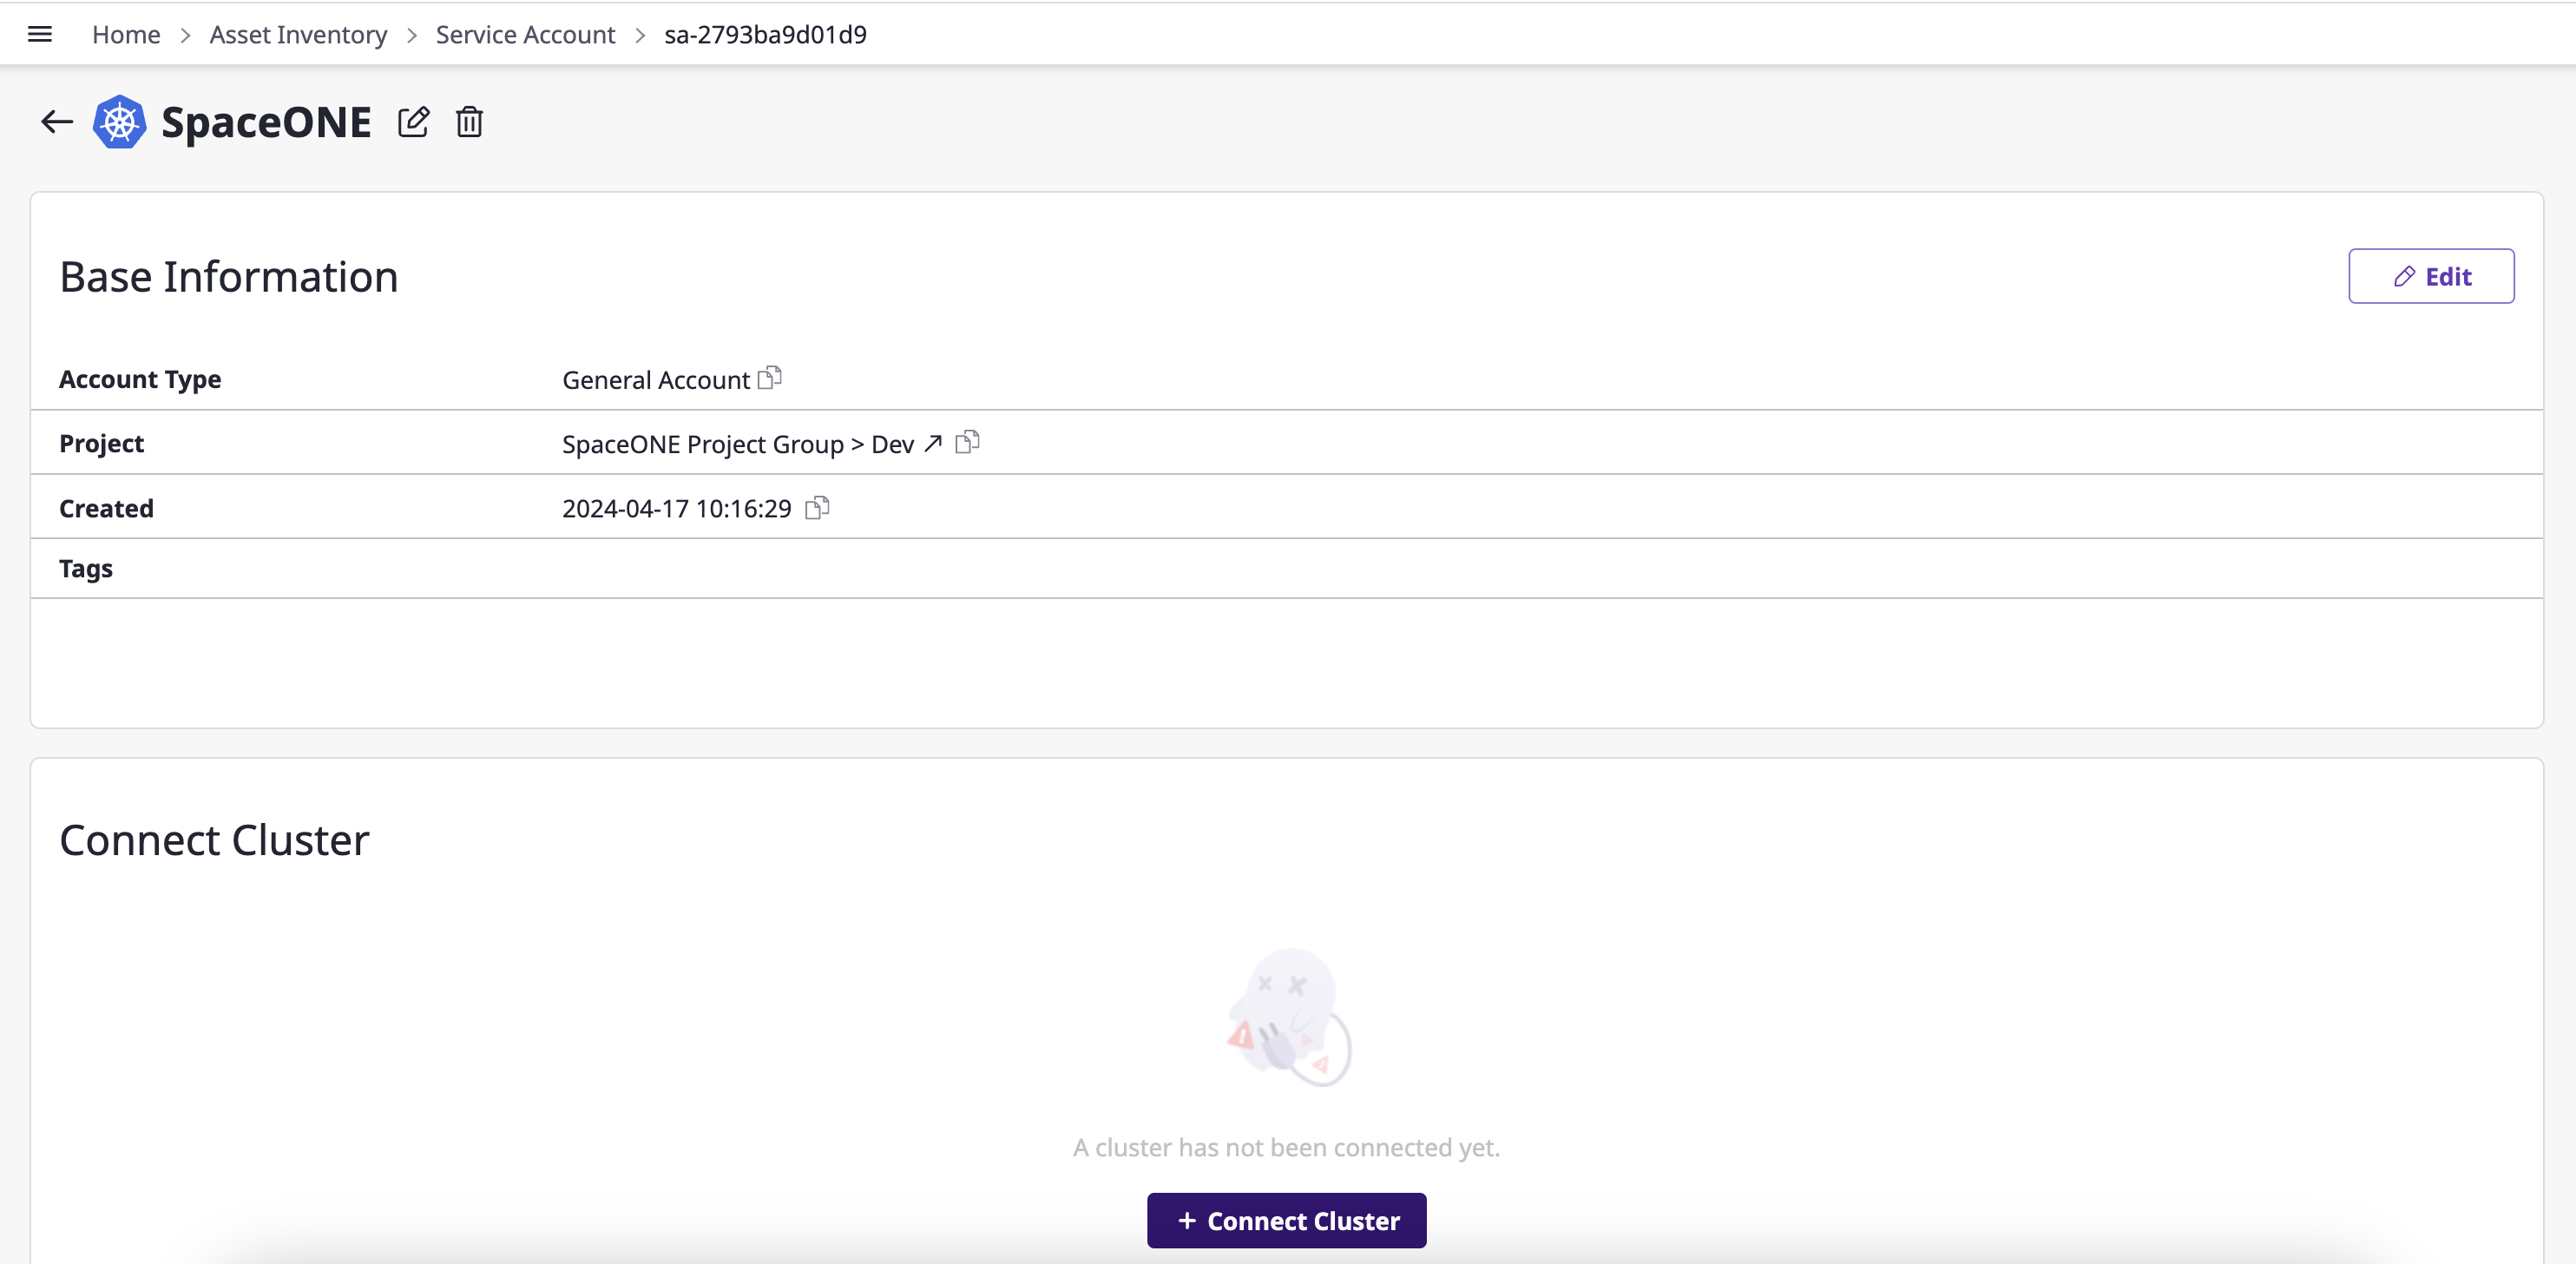 Home > Asset Inventory > Service Account > sa-2793ba9d01d9
SpaceONE
Base Information
Edit
Account Type General Account
Project SpaceONE Project Group > Dev
Created 2024-04-17 10:16:29
Tags
Connect Cluster
A cluster has not been connected yet.
+ Connect Cluster